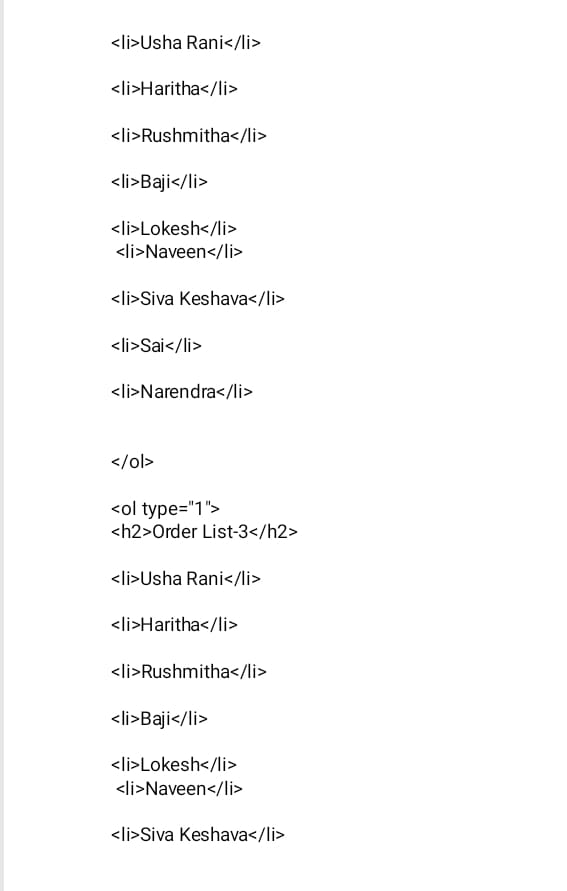 <li>Usha Rani</li>
<li>Haritha</li>
<li>Rushmitha</li>
<li>Baji</li>
<li>Lokesh</li>
<li>Naveen</li>
<li>Siva Keshava</li>
<li>Sai</li>
<li>Narendra</li>
</ol>
<ol type="1">
<h2>Order List-3</h2>
<li>Usha Rani</li>
<li>Haritha</li>
<li>Rushmitha</li>
<li>Baji</li>
<li>Lokesh</li>
<li>Naveen</li>
<li>Siva Keshava</li>